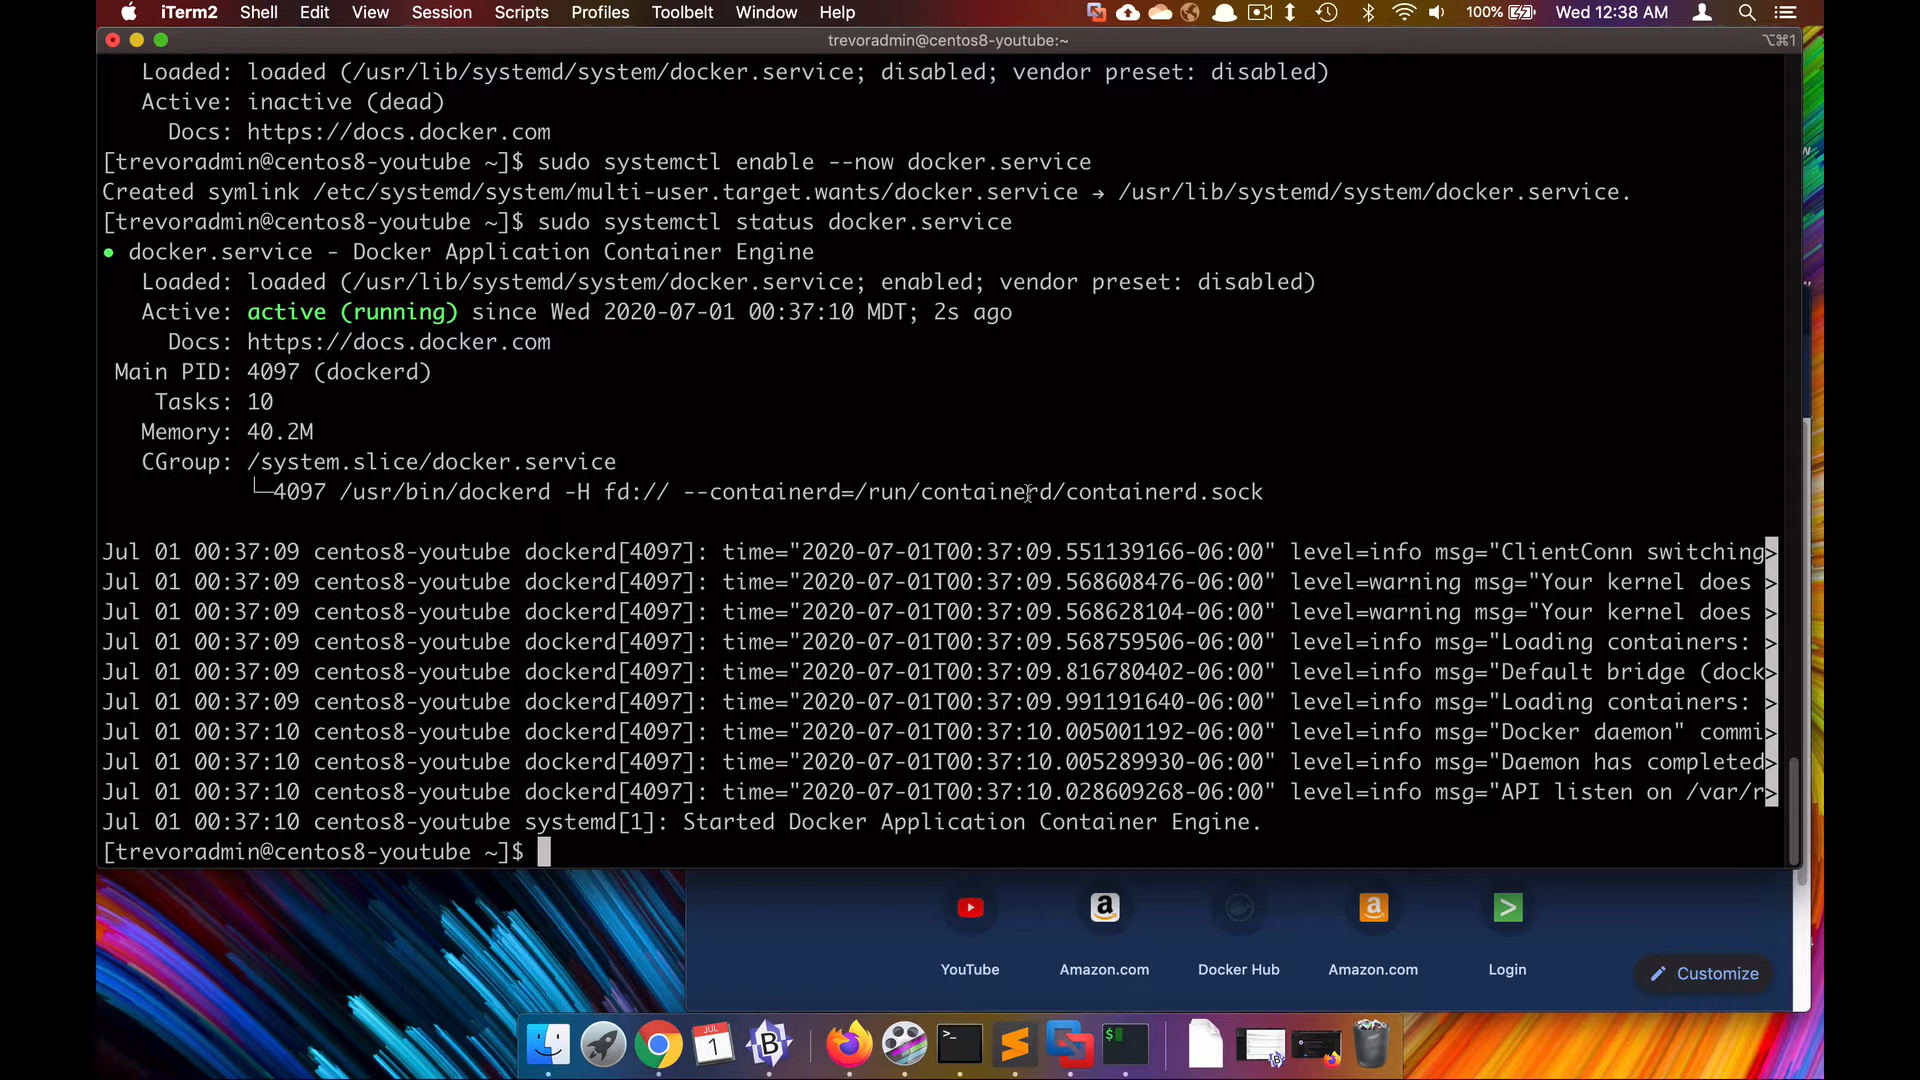 iTerm2 Shell Edit View Session Scripts Profiles Toolbelt Window Help 100% Wed 12:38 AM
trevoradmin@centos8-youtube:~ ⌥⌘1
Loaded: loaded (/usr/lib/systemd/system/docker.service; disabled; vendor preset: disabled)
Active: inactive (dead)
Docs: https://docs.docker.com
[trevoradmin@centos8-youtube ~]$ sudo systemctl enable --now docker.service
Created symlink /etc/systemd/system/multi-user.target.wants/docker.service → /usr/lib/systemd/system/docker.service.
[trevoradmin@centos8-youtube ~]$ sudo systemctl status docker.service
● docker.service - Docker Application Container Engine
Loaded: loaded (/usr/lib/systemd/system/docker.service; enabled; vendor preset: disabled)
Active: active (running) since Wed 2020-07-01 00:37:10 MDT; 2s ago
Docs: https://docs.docker.com
Main PID: 4097 (dockerd)
Tasks: 10
Memory: 40.2M
CGroup: /system.slice/docker.service
└─4097 /usr/bin/dockerd -H fd:// --containerd=/run/containerd/containerd.sock
Jul 01 00:37:09 centos8-youtube dockerd[4097]: time="2020-07-01T00:37:09.551139166-06:00" level=info msg="ClientConn switching>
Jul 01 00:37:09 centos8-youtube dockerd[4097]: time="2020-07-01T00:37:09.568608476-06:00" level=warning msg="Your kernel does >
Jul 01 00:37:09 centos8-youtube dockerd[4097]: time="2020-07-01T00:37:09.568628104-06:00" level=warning msg="Your kernel does >
Jul 01 00:37:09 centos8-youtube dockerd[4097]: time="2020-07-01T00:37:09.568759506-06:00" level=info msg="Loading containers: >
Jul 01 00:37:09 centos8-youtube dockerd[4097]: time="2020-07-01T00:37:09.816780402-06:00" level=info msg="Default bridge (dock>
Jul 01 00:37:09 centos8-youtube dockerd[4097]: time="2020-07-01T00:37:09.991191640-06:00" level=info msg="Loading containers: >
Jul 01 00:37:10 centos8-youtube dockerd[4097]: time="2020-07-01T00:37:10.005001192-06:00" level=info msg="Docker daemon" commi>
Jul 01 00:37:10 centos8-youtube dockerd[4097]: time="2020-07-01T00:37:10.005289930-06:00" level=info msg="Daemon has completed>
Jul 01 00:37:10 centos8-youtube dockerd[4097]: time="2020-07-01T00:37:10.028609268-06:00" level=info msg="API listen on /var/r>
Jul 01 00:37:10 centos8-youtube systemd[1]: Started Docker Application Container Engine.
[trevoradmin@centos8-youtube ~]$
YouTube Amazon.com Docker Hub Amazon.com Login Customize
JUL
1